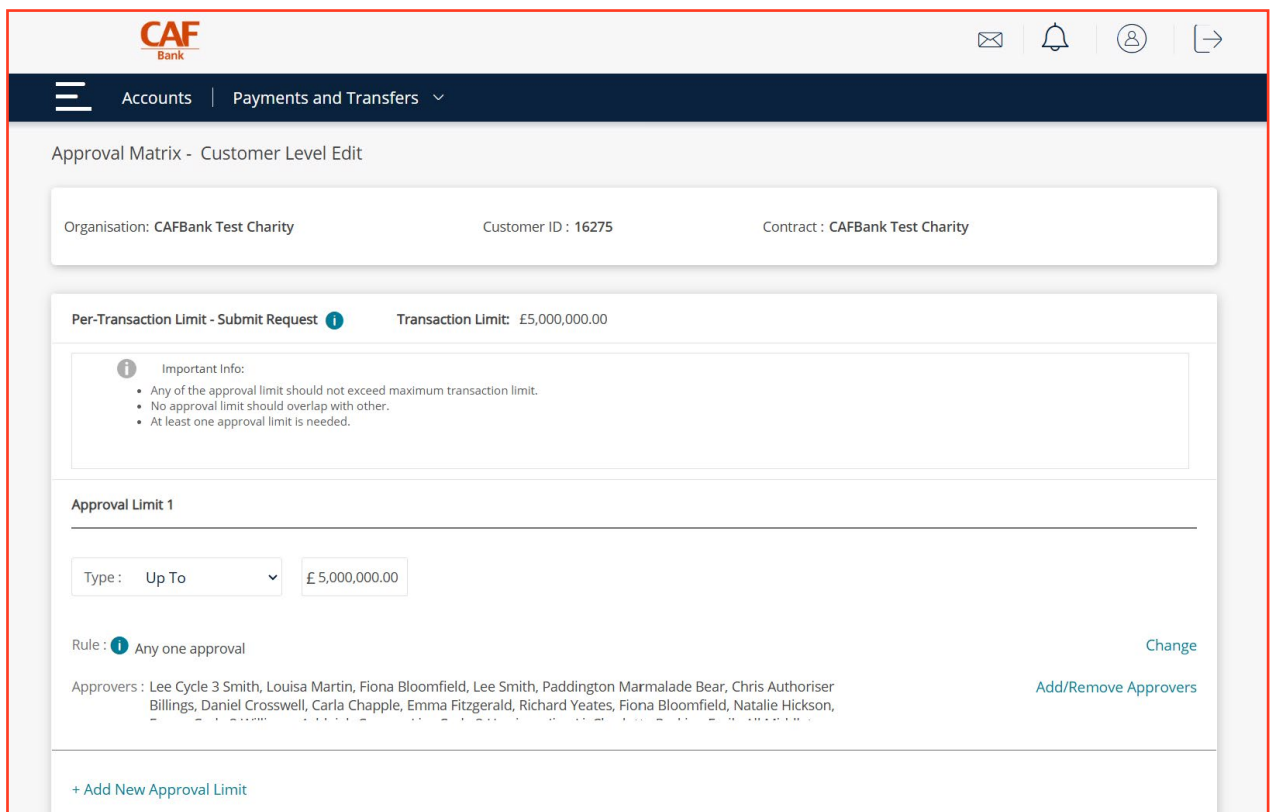 CAF
Bank
Accounts
Payments and Transfers
Approval Matrix - Customer Level Edit
Organisation: CAFBank Test Charity
Customer ID : 16275
Contract : CAFBank Test Charity
Per-Transaction Limit - Submit Request
Transaction Limit: £5,000,000.00
Important Info:
• Any of the approval limit should not exceed maximum transaction limit.
• No approval limit should overlap with other.
• At least one approval limit is needed.
Approval Limit 1
Type : Up To
£ 5,000,000.00
Rule : Any one approval
Change
Approvers : Lee Cycle 3 Smith, Louisa Martin, Fiona Bloomfield, Lee Smith, Paddington Marmalade Bear, Chris Authoriser
Add/Remove Approvers
Billings, Daniel Crosswell, Carla Chapple, Emma Fitzgerald, Richard Yeates, Fiona Bloomfield, Natalie Hickson,
+ Add New Approval Limit